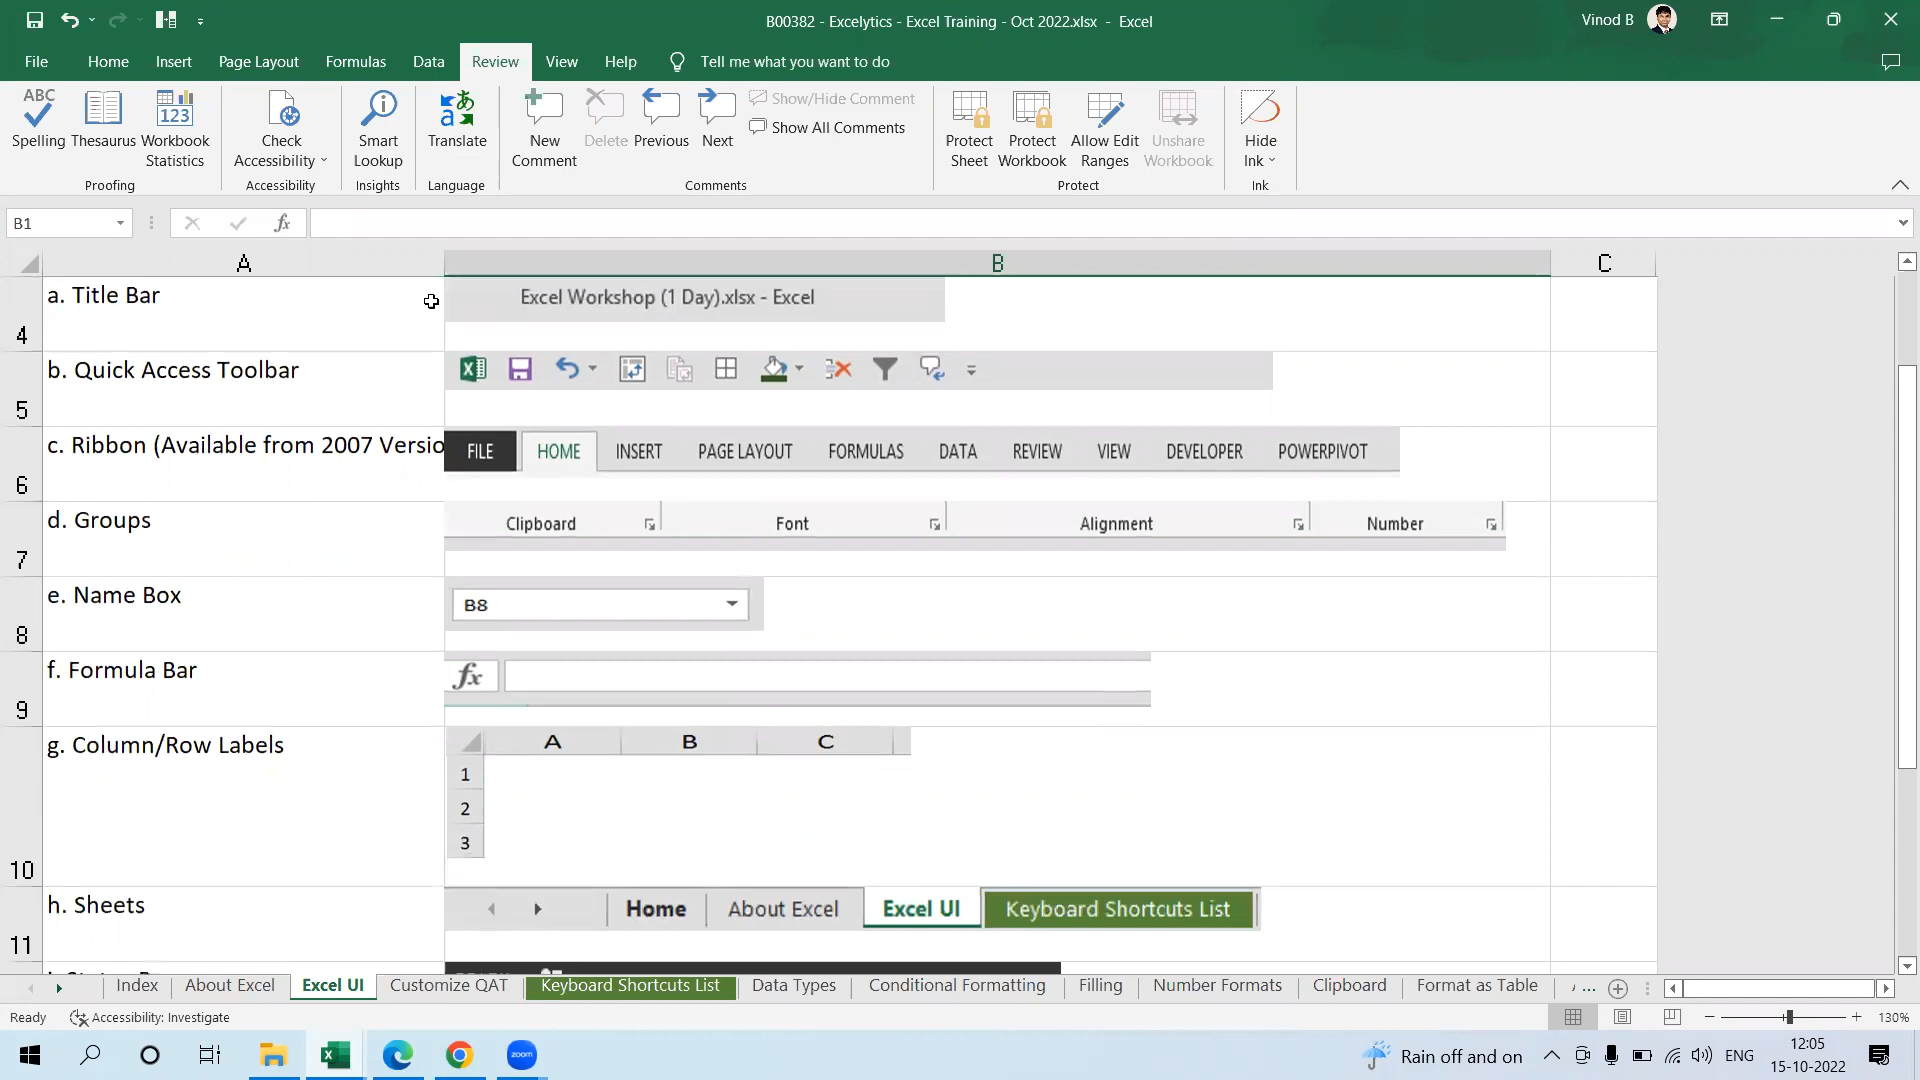 B00382 - Excelytics - Excel Training - Oct 2022.xlsx - Excel
Vinod B
File Home Insert Page Layout Formulas Data Review View Help Tell me what you want to do
ABC
Spelling Thesaurus Workbook Statistics
Proofing
Check Accessibility
Accessibility
Smart Lookup
Insights
Translate
Language
New Comment Delete Previous Next
Show/Hide Comment
Show All Comments
Comments
Protect Sheet Protect Workbook Allow Edit Ranges Unshare Workbook
Protect
Hide Ink
Ink
B1 fx
A B C
4 a. Title Bar Excel Workshop (1 Day).xlsx - Excel
5 b. Quick Access Toolbar
6 c. Ribbon (Available from 2007 Versio FILE HOME INSERT PAGE LAYOUT FORMULAS DATA REVIEW VIEW DEVELOPER POWERPIVOT
7 d. Groups Clipboard Font Alignment Number
8 e. Name Box B8
9 f. Formula Bar fx
10 g. Column/Row Labels A B C
1
2
3
11 h. Sheets Home About Excel Excel UI Keyboard Shortcuts List
Index About Excel Excel UI Customize QAT Keyboard Shortcuts List Data Types Conditional Formatting Filling Number Formats Clipboard Format as Table ...
Ready Accessibility: Investigate 130%
zoom Rain off and on ENG 12:05
15-10-2022